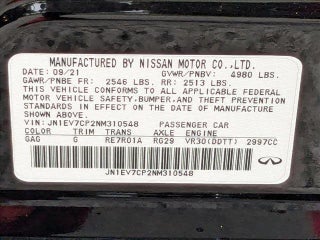 MANUFACTURED BY NISSAN MOTOR CO.,LTD.
DATE: 09/21 GVWR/PNBV: 4980 LBS.
GAWR/PNBE FR: 2546 LBS. RR: 2513 LBS.
THIS VEHICLE CONFORMS TO ALL APPLICABLE FEDERAL
MOTOR VEHICLE SAFETY, BUMPER, AND THEFT PREVENTION
STANDARDS IN EFFECT ON THE DATE OF MANUFACTURE
SHOWN ABOVE.
VIN: JN1EV7CP2NM310548 PASSENGER CAR
COLOR TRIM TRANS AXLE ENGINE
GAG G RE7R01A RG29 VR30(DDTT) 2997CC
JN1EV7CP2NM310548